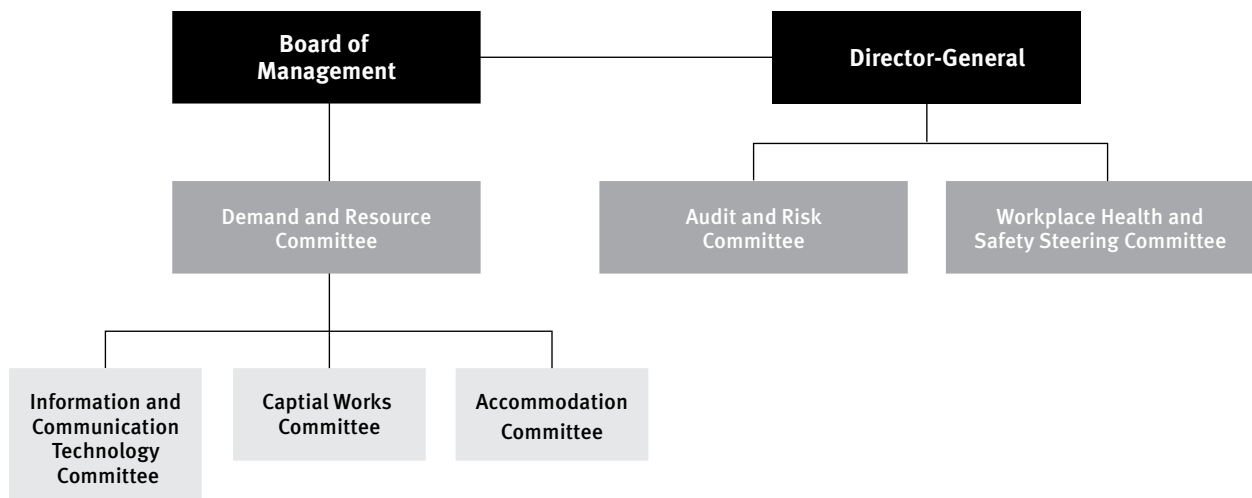 Board of
Management
Director-General
Demand and Resource
Committee
Audit and Risk
Committee
Workplace Health and
Safety Steering Committee
Information and
Communication
Technology
Committee
Captial Works
Committee
Accommodation
Committee